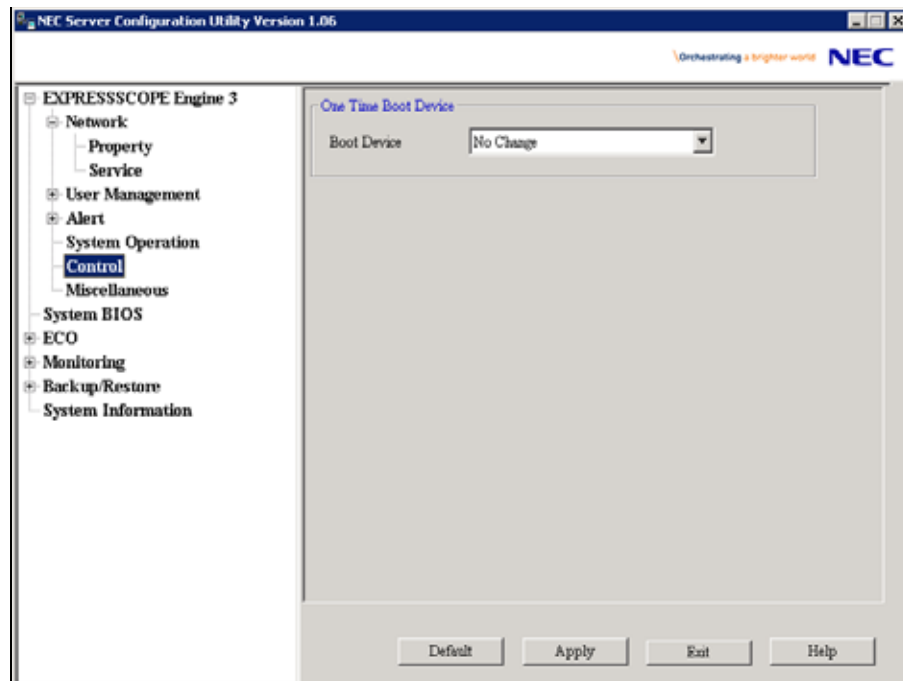 NEC Server Configuration Utility Version 1.06
\Orchestrating a brighter world NEC
EXPRESSSCOPE Engine 3
Network
Property
Service
User Management
Alert
System Operation
Control
Miscellaneous
System BIOS
ECO
Monitoring
Backup/Restore
System Information
One Time Boot Device
Boot Device No Change
Default Apply Exit Help